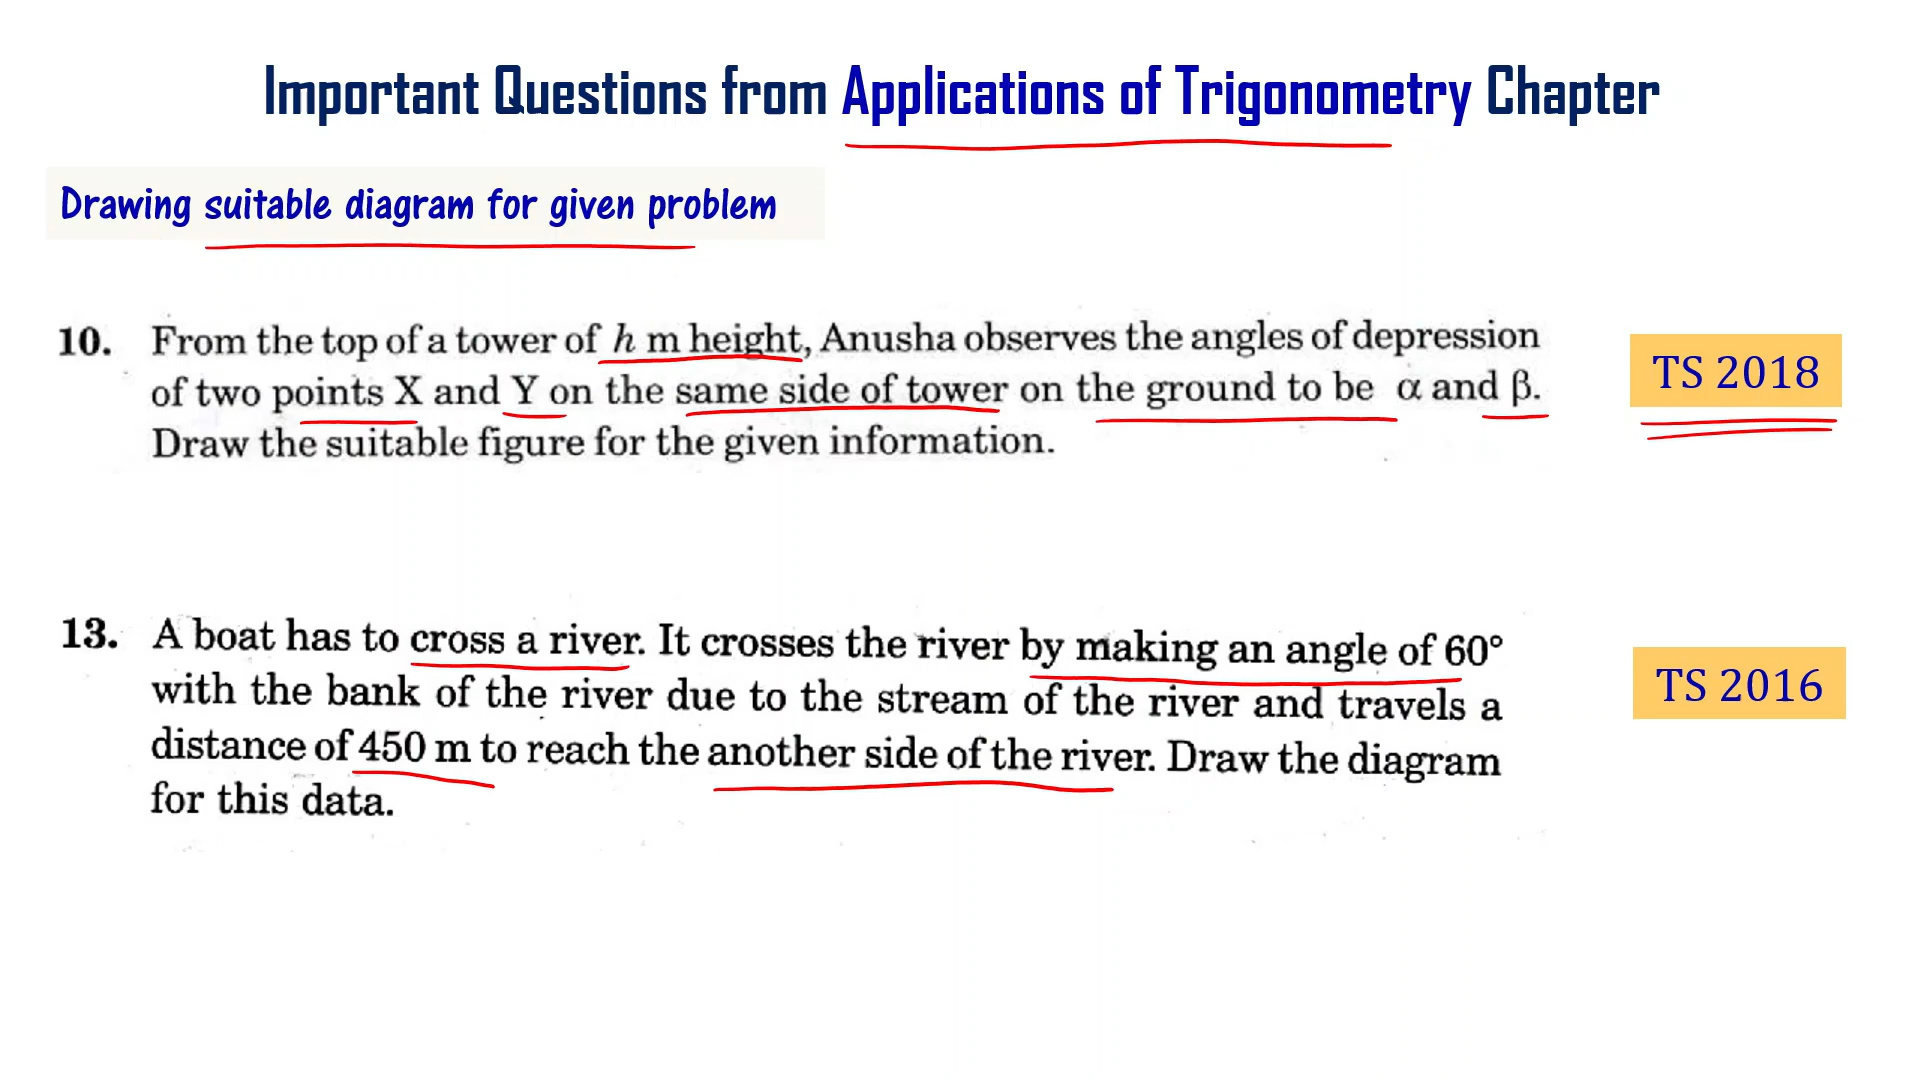 Important Questions from Applications of Trigonometry Chapter
Drawing suitable diagram for given problem
10. From the top of a tower of h m height, Anusha observes the angles of depression
of two points X and Y on the same side of tower on the ground to be α and β.
Draw the suitable figure for the given information.
TS 2018
13. A boat has to cross a river. It crosses the river by making an angle of 60°
with the bank of the river due to the stream of the river and travels a
distance of 450 m to reach the another side of the river. Draw the diagram
for this data.
TS 2016